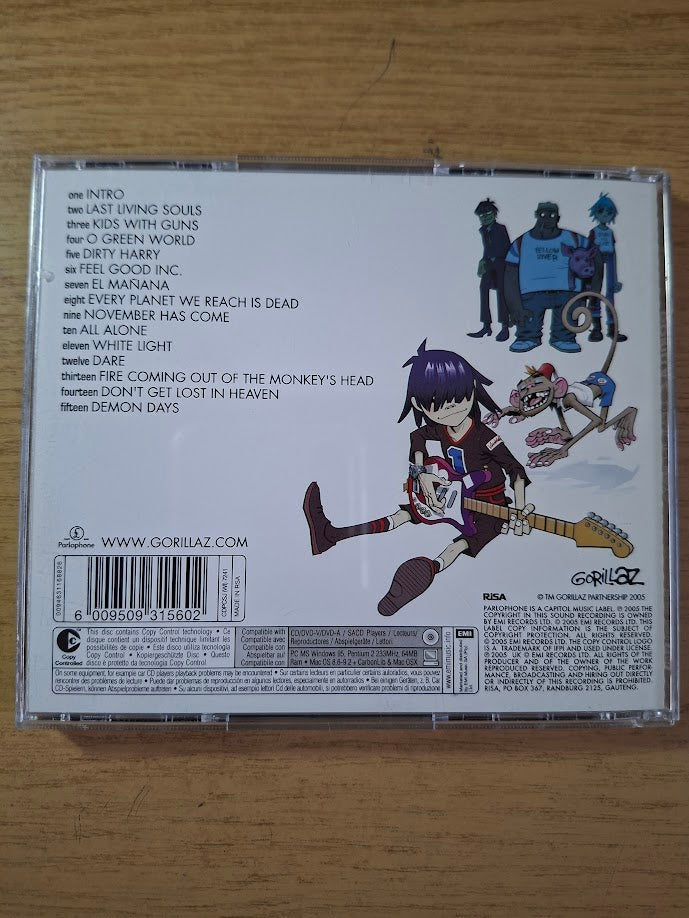 one INTRO
two LAST LIVING SOULS
three KIDS WITH GUNS
four O GREEN WORLD
five DIRTY HARRY
six FEEL GOOD INC.
seven EL MAÑANA
eight EVERY PLANET WE REACH IS DEAD
nine NOVEMBER HAS COME
ten ALL ALONE
eleven WHITE LIGHT
twelve DARE
thirteen FIRE COMING OUT OF THE MONKEY'S HEAD
fourteen DON'T GET LOST IN HEAVEN
fifteen DEMON DAYS
YELLOW
RIVER
1
Parlophone
WWW.GORILLAZ.COM
GORILLAZ
0094631168826
6 009509 315602
MADE IN RSA
RISA
© TM GORILLAZ PARTNERSHIP 2005
PARLOPHONE IS A CAPITOL MUSIC LABEL. ℗ 2005 THE
COPYRIGHT IN THIS SOUND RECORDING IS OWNED
BY EMI RECORDS LTD. © 2005 EMI RECORDS LTD. THIS
LABEL COPY INFORMATION IS THE SUBJECT OF
COPYRIGHT PROTECTION. ALL RIGHTS RESERVED.
© 2005 EMI RECORDS LTD. THE COPY CONTROL LOGO
IS A TRADEMARK OF IFPI AND USED UNDER LICENSE.
℗ 2005 UK © EMI RECORDS LTD. ALL RIGHTS OF THE
PRODUCER AND OF THE OWNER OF THE WORK
REPRODUCED RESERVED. COPYING, PUBLIC PERFOR-
MANCE, BROADCASTING AND HIRING OUT DIRECTLY
OR INDIRECTLY OF THIS RECORDING IS PROHIBITED.
RISA, PO BOX 367, RANDBURG 2125, GAUTENG.
Copy
Controlled
This disc contains Copy Control technology • Ce
disque contient un dispositif technique limitant les
possibilités de copie • Este disco utiliza tecnología
Copy Control • Kopiergeschützte Disc • Questo
disco è protetto da tecnologia Copy Control
Compatible with
Compatible avec
Compatible con
Abspielbar auf
Compatibile con
CD/DVD-V/DVD-A / SACD Players / Lecteurs/
Reproductores / Abspielgeräte / Lettori
PC MS Windows 95, Pentum 2 233MHz, 64MB
Ram • Mac OS 8.6-9.2 + CarbonLib & Mac OSX
EMI
www.emimusic.info
On some equipment, for example car CD players playback problems may be encountered • Sur certains lecteurs en particulier certains autoradios, vous pouvez
rencontrer des problèmes de lecture • Puede dar problemas de reproducción en algunos lectores, especialmente en autoradios • Bei einigen Geräten, z. B. Car
CD-Spielern, können Abspielprobleme auftreten • Su alcuni dispositivi, ad esempio lettori Cd delle automobili, si potrebbero verificare problemi di riproduzione